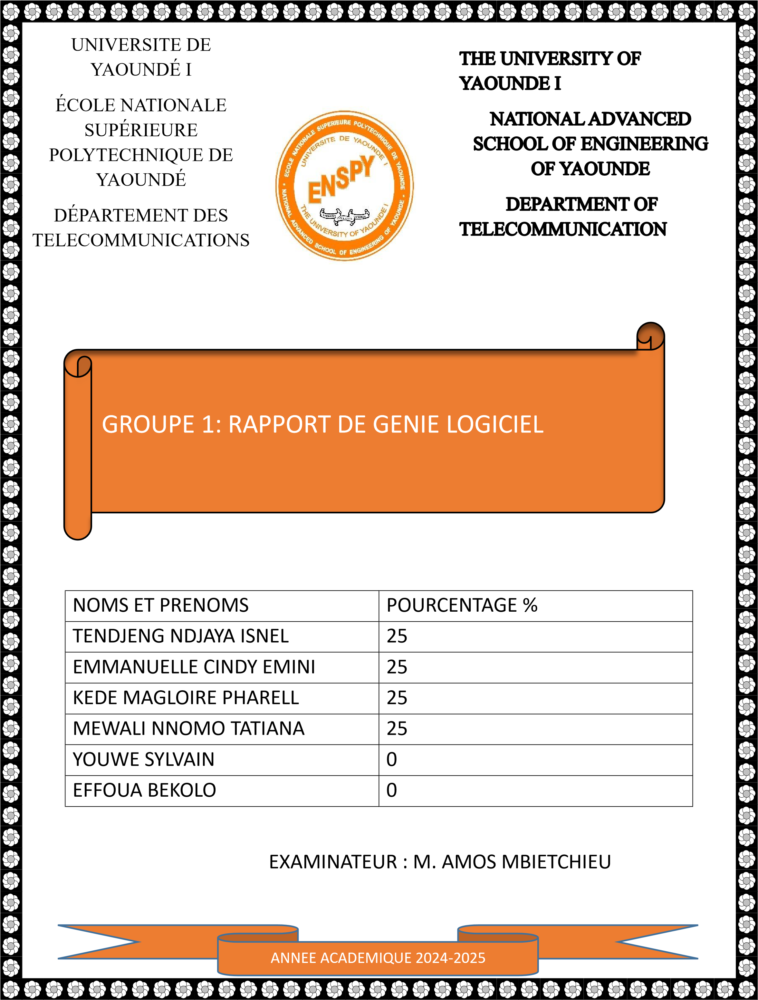 UNIVERSITE DE
YAOUNDÉ I
ÉCOLE NATIONALE
SUPÉRIEURE
POLYTECHNIQUE DE
YAOUNDÉ
DÉPARTEMENT DES
TELECOMMUNICATIONS
ECOLE NATIONALE SUPERIEURE POLYTECHNIQUE DE YAOUNDE
UNIVERSITE DE YAOUNDE I
ENSPY
THE UNIVERSITY OF YAOUNDE I
NATIONAL ADVANCED SCHOOL OF ENGINEERING OF YAOUNDE
THE UNIVERSITY OF
YAOUNDE I
NATIONAL ADVANCED
SCHOOL OF ENGINEERING
OF YAOUNDE
DEPARTMENT OF
TELECOMMUNICATION
GROUPE 1: RAPPORT DE GENIE LOGICIEL
NOMS ET PRENOMS POURCENTAGE %
TENDJENG NDJAYA ISNEL 25
EMMANUELLE CINDY EMINI 25
KEDE MAGLOIRE PHARELL 25
MEWALI NNOMO TATIANA 25
YOUWE SYLVAIN 0
EFFOUA BEKOLO 0
EXAMINATEUR : M. AMOS MBIETCHIEU
ANNEE ACADEMIQUE 2024-2025